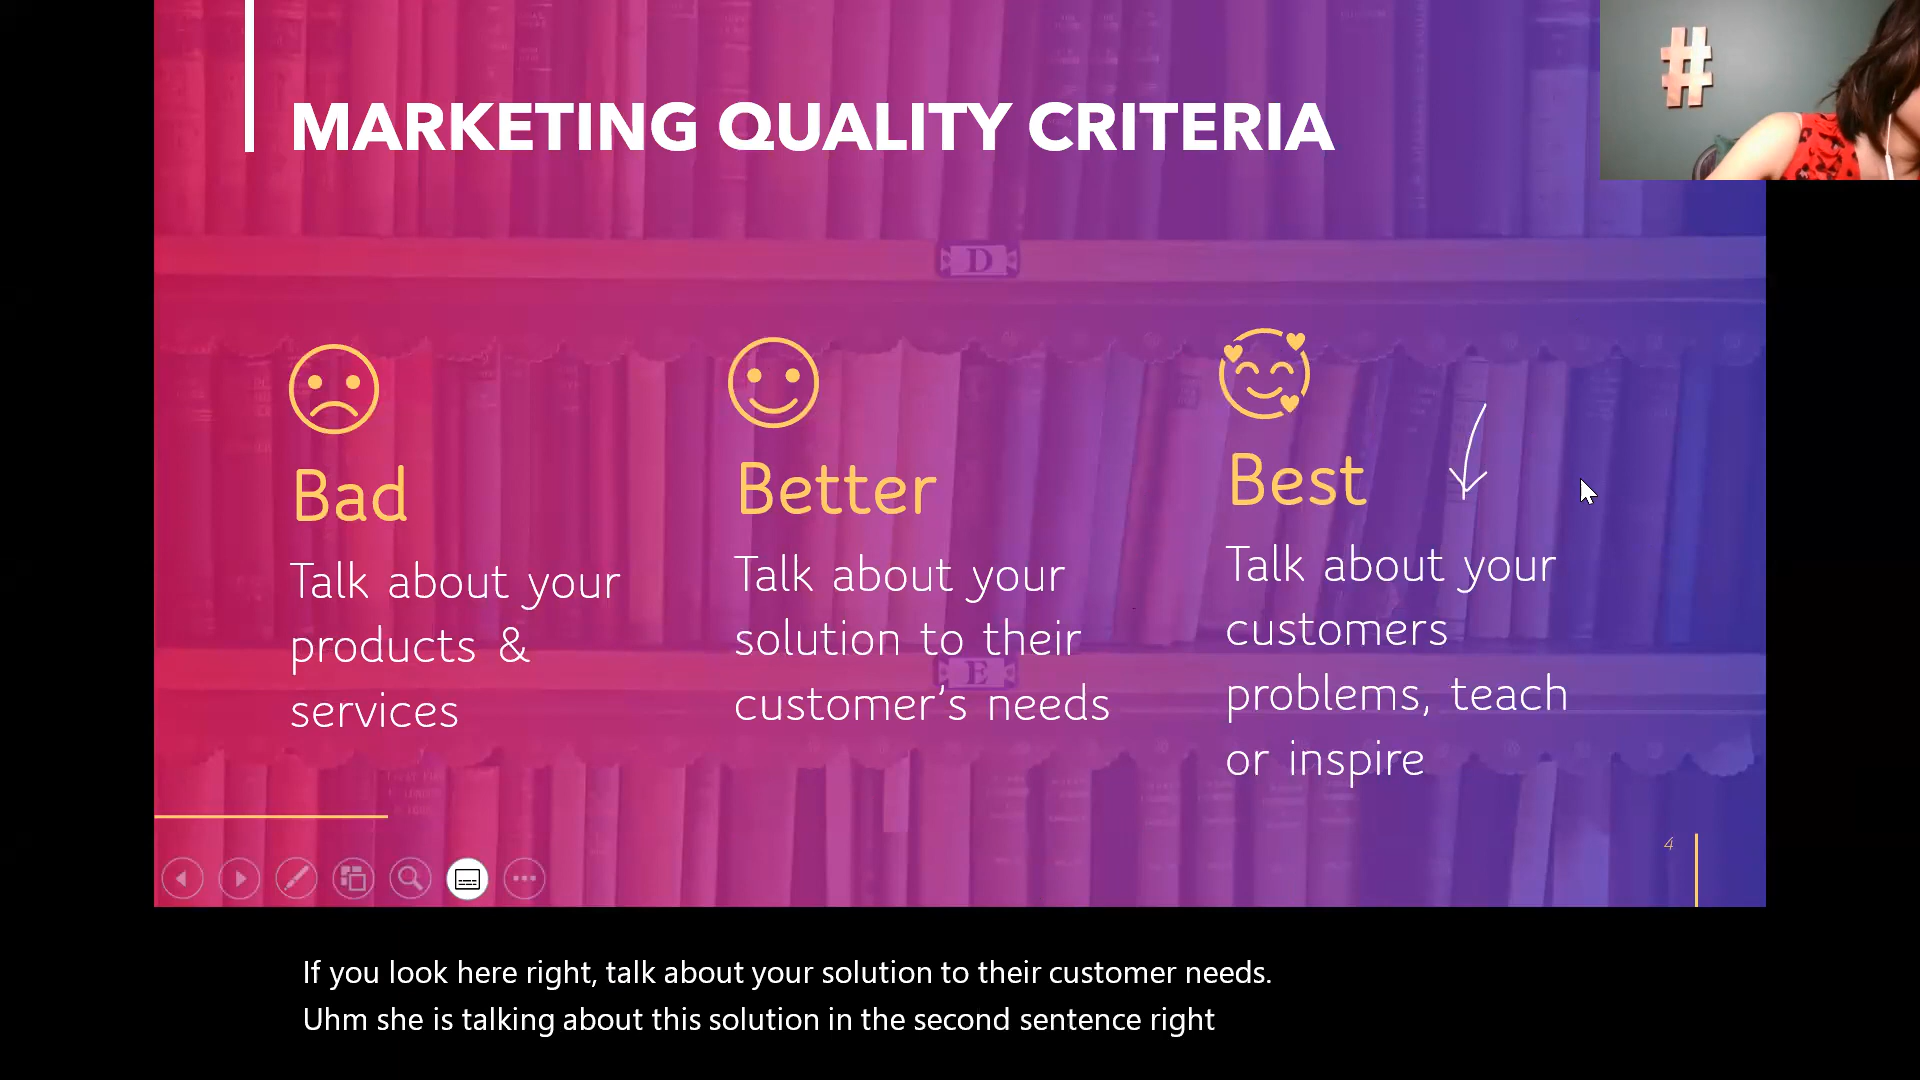 MARKETING QUALITY CRITERIA
D
Bad
Talk about your
products &
services
Better
Talk about your
solution to their
customer’s needs
Best
Talk about your
customers
problems, teach
or inspire
E
4
#
If you look here right, talk about your solution to their customer needs.
Uhm she is talking about this solution in the second sentence right